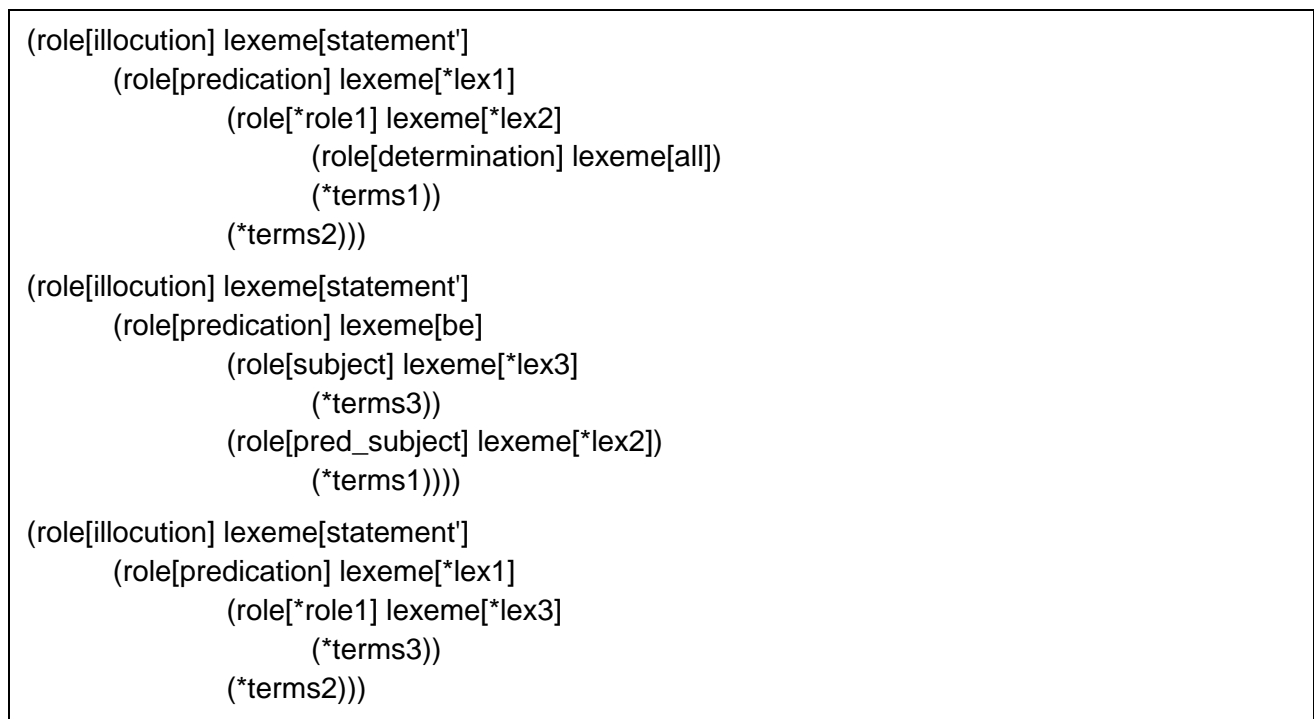 (role[illocution] lexeme[statement']
(role[predication] lexeme[*lex1]
(role[*role1] lexeme[*lex2]
(role[determination] lexeme[all])
(*terms1))
(*terms2)))
(role[illocution] lexeme[statement']
(role[predication] lexeme[be]
(role[subject] lexeme[*lex3]
(*terms3))
(role[pred_subject] lexeme[*lex2])
(*terms1))))
(role[illocution] lexeme[statement']
(role[predication] lexeme[*lex1]
(role[*role1] lexeme[*lex3]
(*terms3))
(*terms2)))